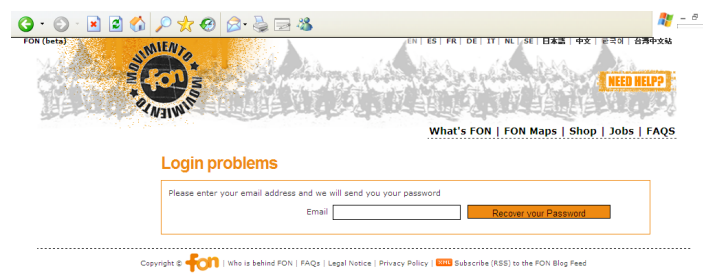 FON (beta)
EN | ES | FR | DE | IT | NL | SE | 日本語 | 中文 | 한국어 | 台灣中文站
MOVIMIENTO
fon
MOVIMIENTO
NEED HELP?
What's FON | FON Maps | Shop | Jobs | FAQS
Login problems
Please enter your email address and we will send you your password
Email
Recover your Password
Copyright © fon | Who is behind FON | FAQs | Legal Notice | Privacy Policy | XML Subscribe (RSS) to the FON Blog Feed